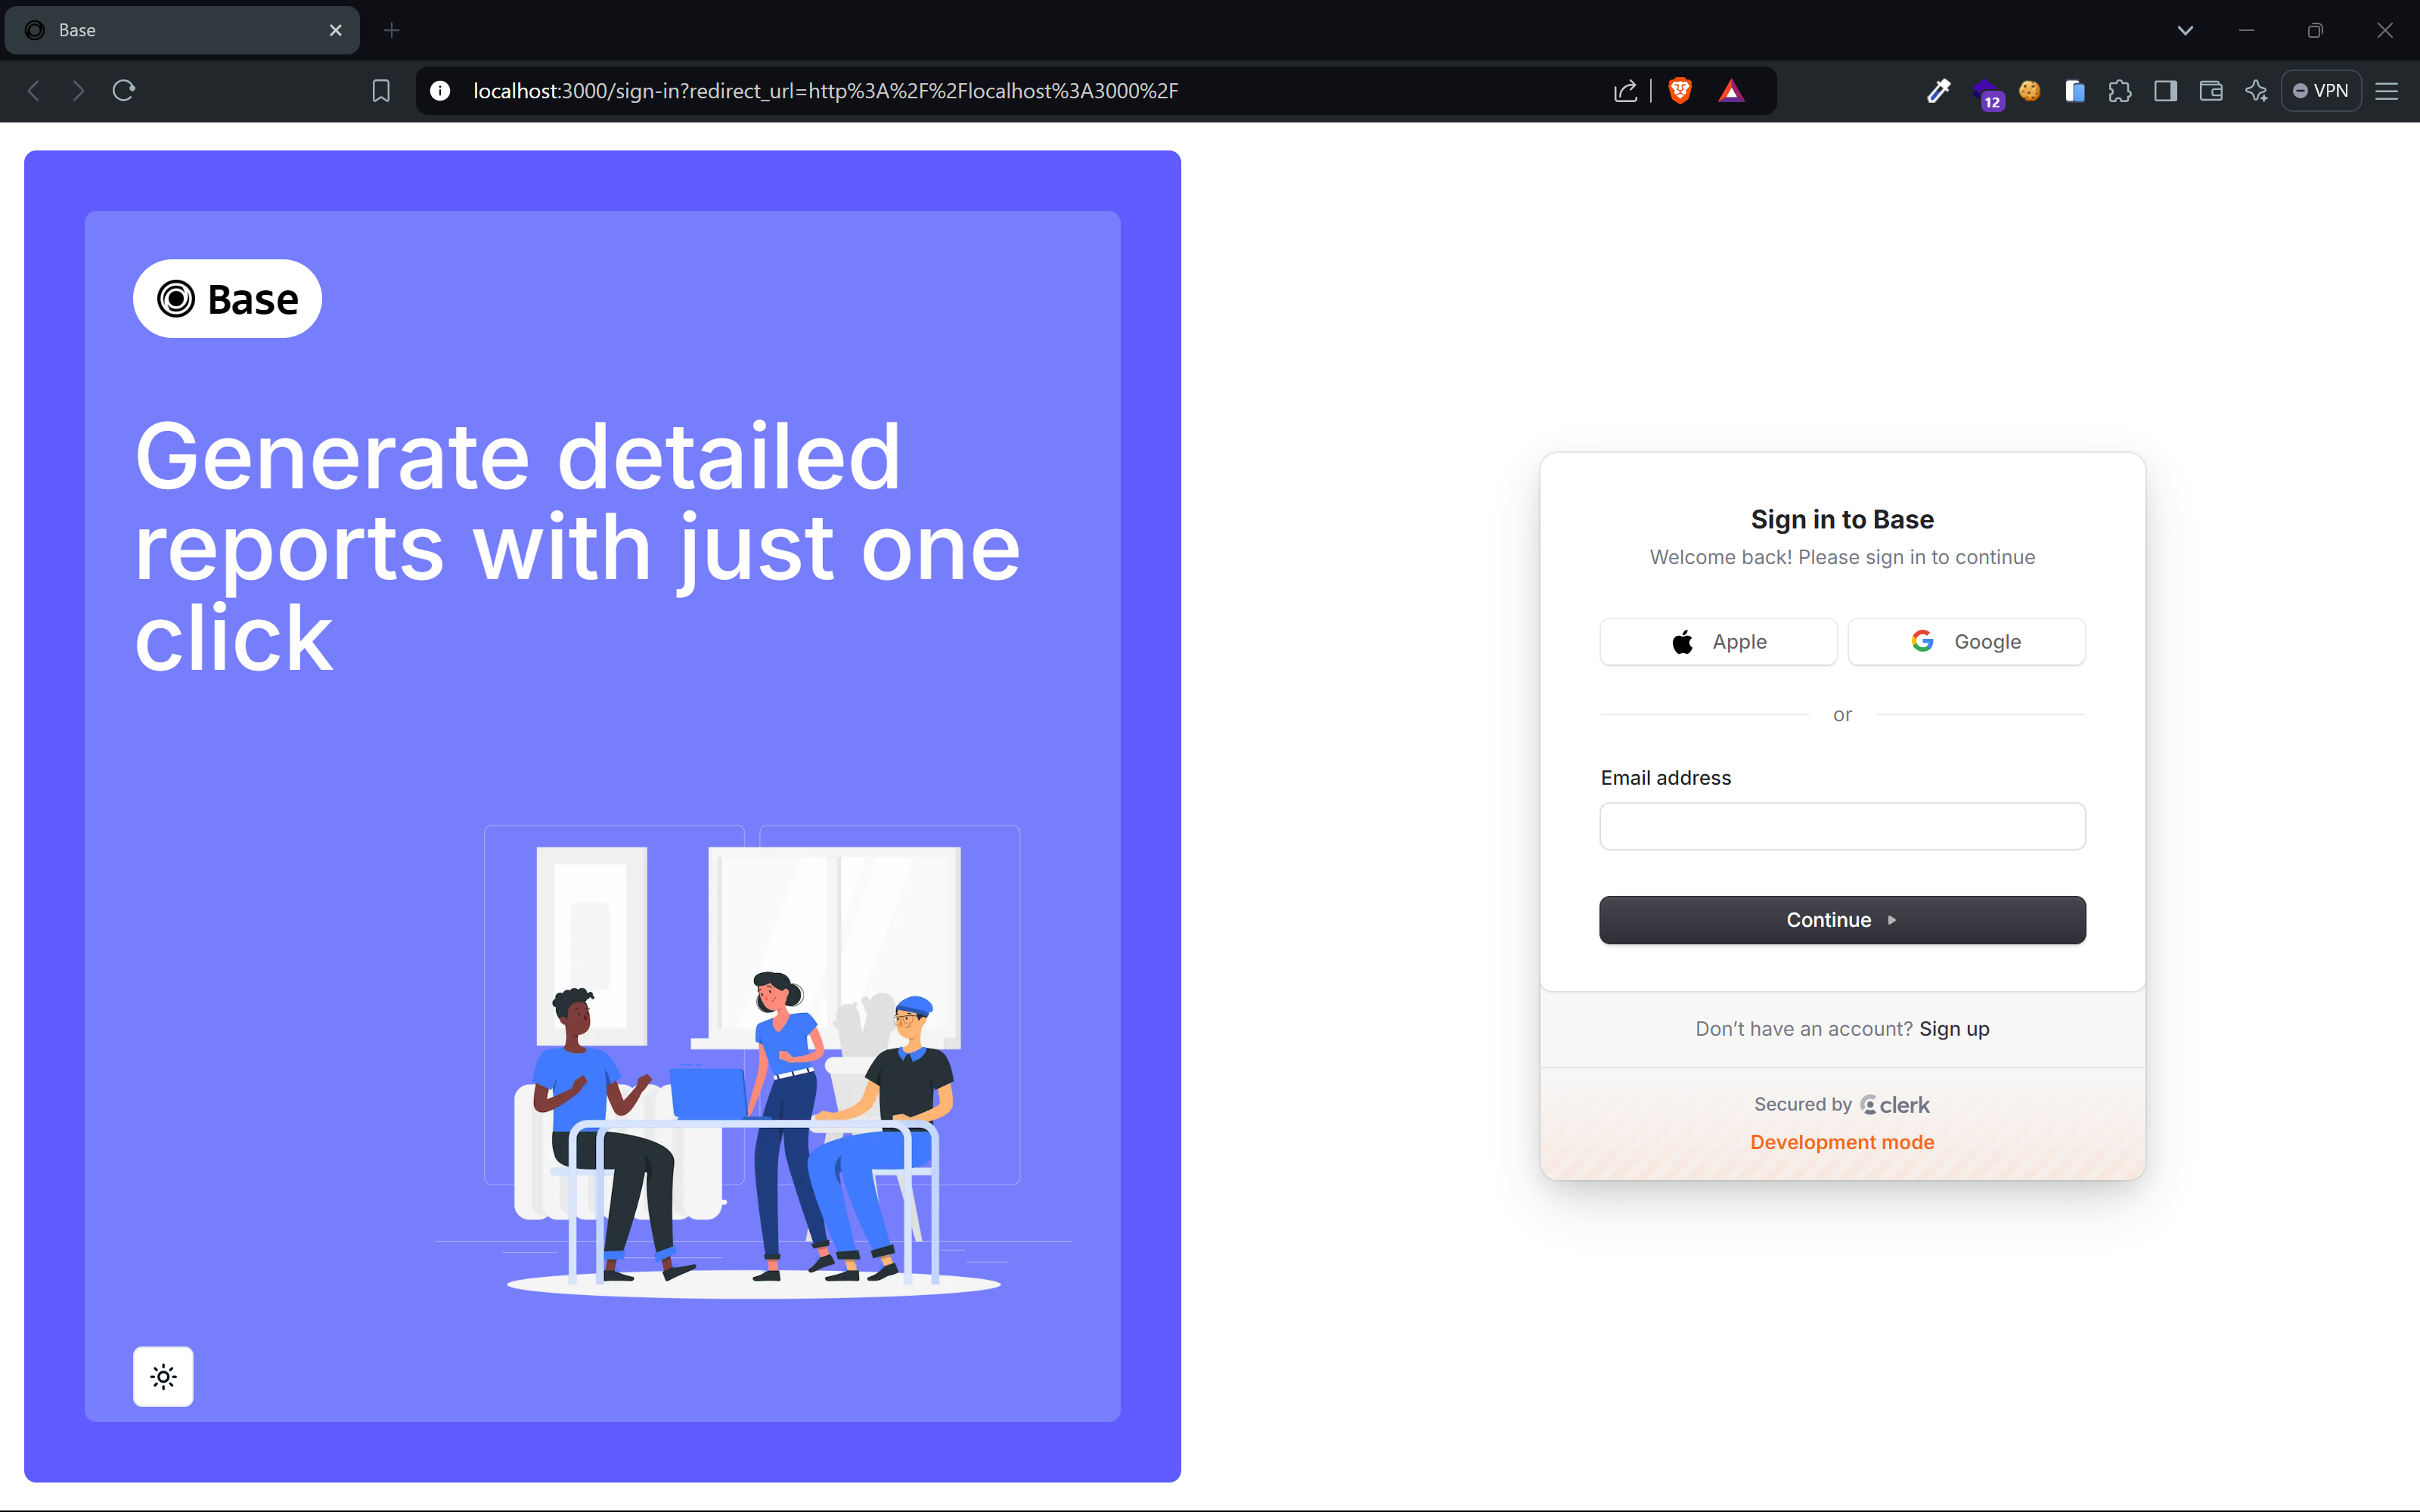 Base
localhost:3000/sign-in?redirect_url=http%3A%2F%2Flocalhost%3A3000%2F
12
VPN
Base
Generate detailed
reports with just one
click
Sign in to Base
Welcome back! Please sign in to continue
Apple
Google
or
Email address
Continue
Don’t have an account? Sign up
Secured by clerk
Development mode